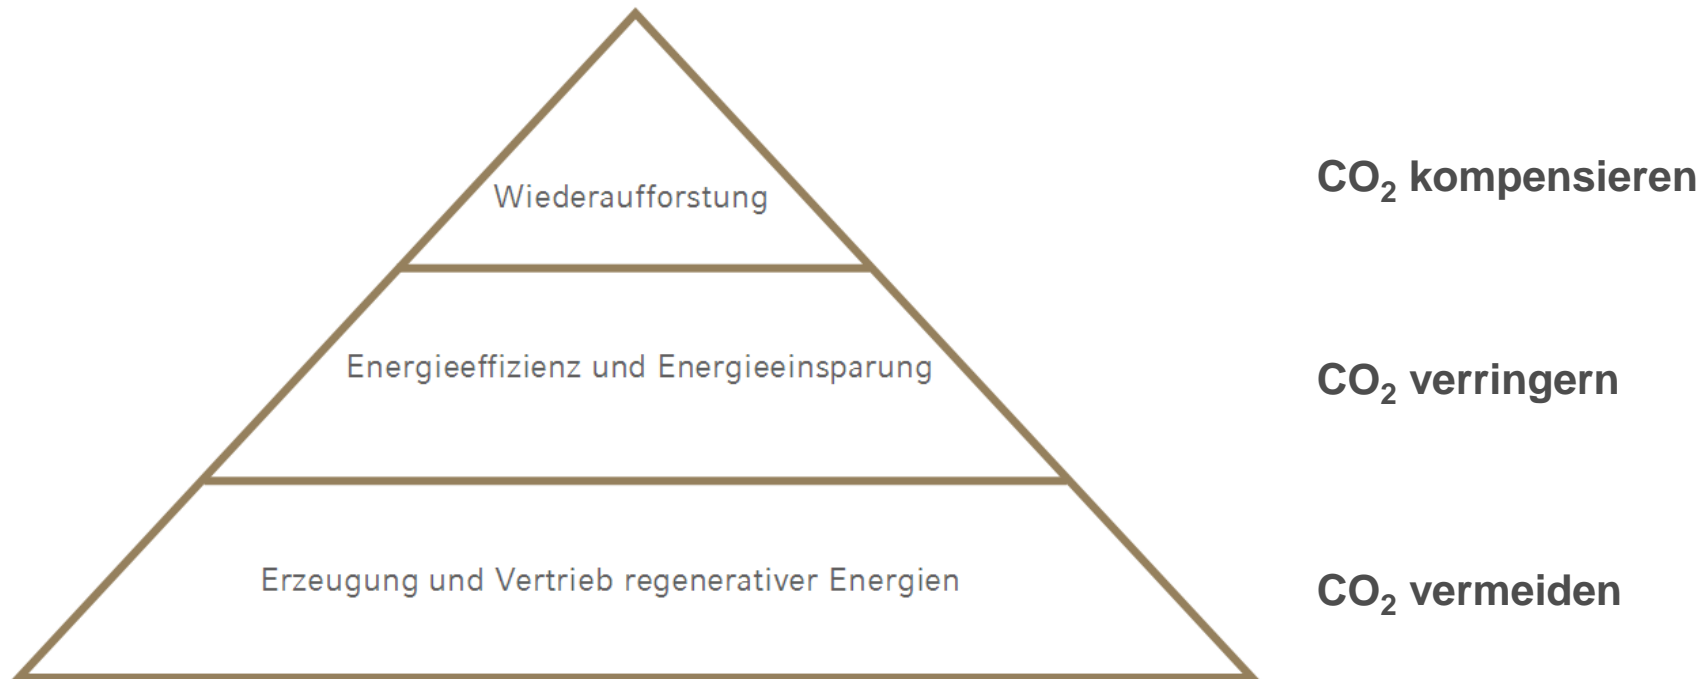 Wiederaufforstung
CO₂ kompensieren
Energieeffizienz und Energieeinsparung
CO₂ verringern
Erzeugung und Vertrieb regenerativer Energien
CO₂ vermeiden